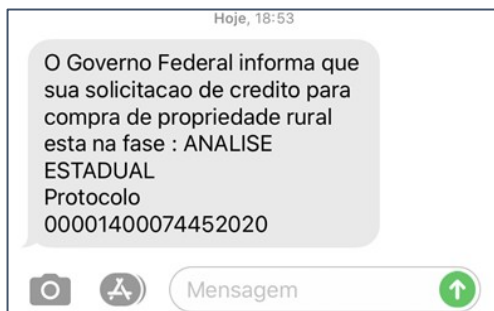 Hoje, 18:53
O Governo Federal informa que
sua solicitacao de credito para
compra de propriedade rural
esta na fase : ANALISE
ESTADUAL
Protocolo
00001400074452020
Mensagem